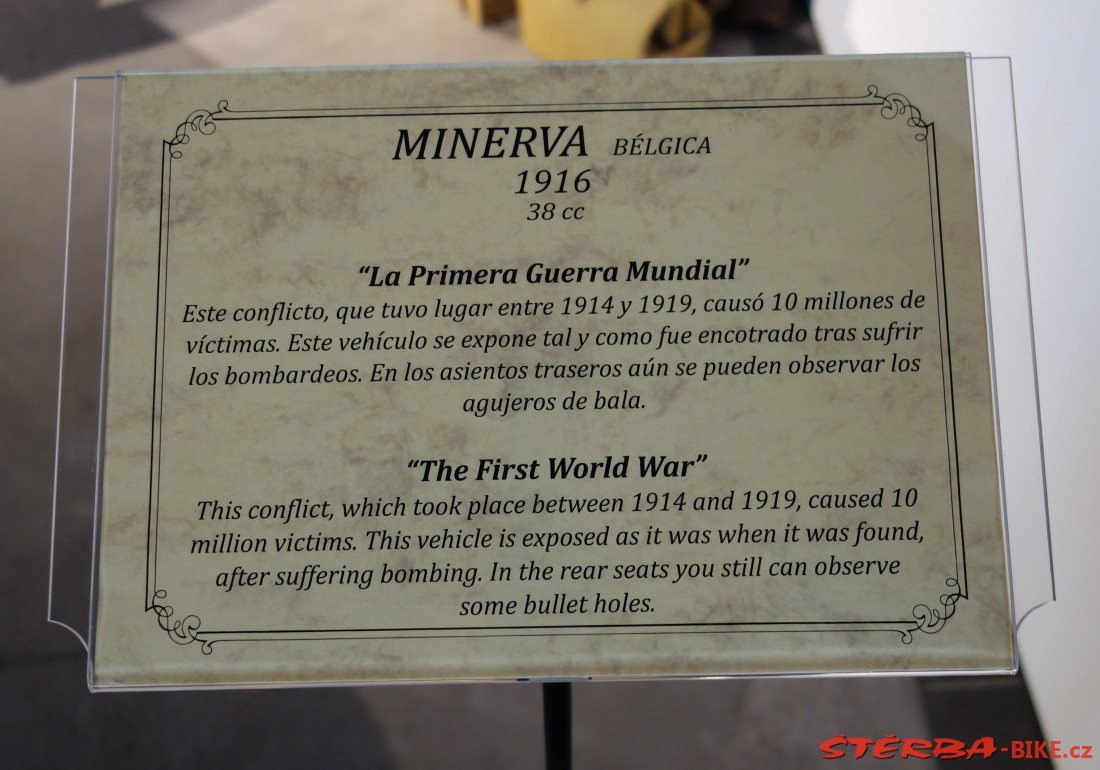 MINERVA BÉLGICA
1916
38 cc
“La Primera Guerra Mundial”
Este conflicto, que tuvo lugar entre 1914 y 1919, causó 10 millones de
víctimas. Este vehículo se expone tal y como fue encotrado tras sufrir
los bombardeos. En los asientos traseros aún se pueden observar los
agujeros de bala.
“The First World War”
This conflict, which took place between 1914 and 1919, caused 10
million victims. This vehicle is exposed as it was when it was found,
after suffering bombing. In the rear seats you still can observe
some bullet holes.
ŠTĚRBA-BIKE.cz